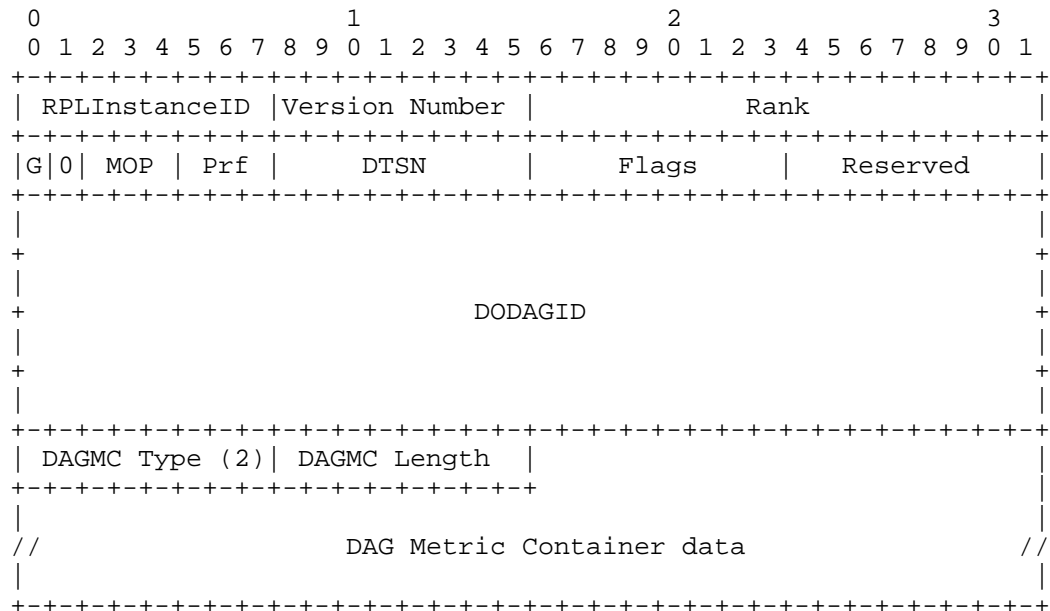 0                   1                   2                   3
0 1 2 3 4 5 6 7 8 9 0 1 2 3 4 5 6 7 8 9 0 1 2 3 4 5 6 7 8 9 0 1
+-+-+-+-+-+-+-+-+-+-+-+-+-+-+-+-+-+-+-+-+-+-+-+-+-+-+-+-+-+-+-+-+
| RPLInstanceID |Version Number |             Rank              |
+-+-+-+-+-+-+-+-+-+-+-+-+-+-+-+-+-+-+-+-+-+-+-+-+-+-+-+-+-+-+-+-+
|G|0| MOP | Prf |     DTSN      |     Flags     |   Reserved    |
+-+-+-+-+-+-+-+-+-+-+-+-+-+-+-+-+-+-+-+-+-+-+-+-+-+-+-+-+-+-+-+-+
|                                                               |
+                                                               +
|                                                               |
+                            DODAGID                            +
|                                                               |
+                                                               +
|                                                               |
+-+-+-+-+-+-+-+-+-+-+-+-+-+-+-+-+-+-+-+-+-+-+-+-+-+-+-+-+-+-+-+-+
| DAGMC Type (2)| DAGMC Length  |                               |
+-+-+-+-+-+-+-+-+-+-+-+-+-+-+-+-+                               |
|                                                               |
//                   DAG Metric Container data                 //
|                                                               |
+-+-+-+-+-+-+-+-+-+-+-+-+-+-+-+-+-+-+-+-+-+-+-+-+-+-+-+-+-+-+-+-+